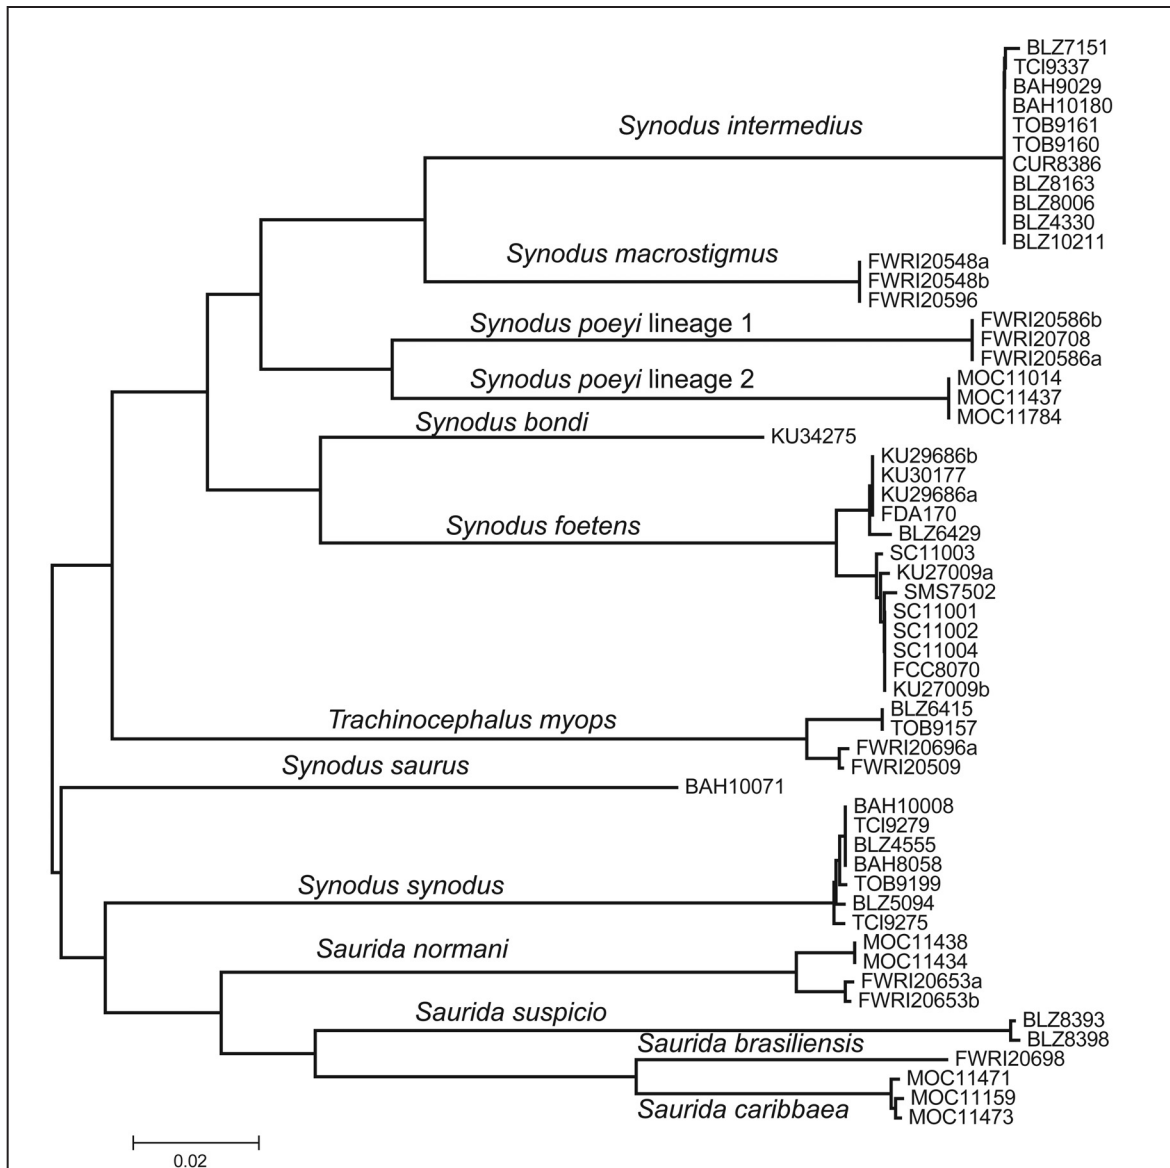 BLZ7151
TCI9337
BAH9029
BAH10180
Synodus intermedius
TOB9161
TOB9160
CUR8386
BLZ8163
BLZ8006
BLZ4330
BLZ10211
Synodus macrostigmus
FWRI20548a
FWRI20548b
FWRI20596
Synodus poeyi lineage 1
FWRI20586b
FWRI20708
FWRI20586a
Synodus poeyi lineage 2
MOC11014
MOC11437
MOC11784
Synodus bondi
KU34275
KU29686b
KU30177
KU29686a
FDA170
Synodus foetens
BLZ6429
SC11003
KU27009a
SMS7502
SC11001
SC11002
SC11004
FCC8070
KU27009b
Trachinocephalus myops
BLZ6415
TOB9157
FWRI20696a
FWRI20509
Synodus saurus
BAH10071
BAH10008
TCI9279
BLZ4555
BAH8058
Synodus synodus
TOB9199
BLZ5094
TCI9275
Saurida normani
MOC11438
MOC11434
FWRI20653a
FWRI20653b
Saurida suspicio
BLZ8393
BLZ8398
Saurida brasiliensis
FWRI20698
MOC11471
MOC11159
Saurida caribbaea
MOC11473
0.02